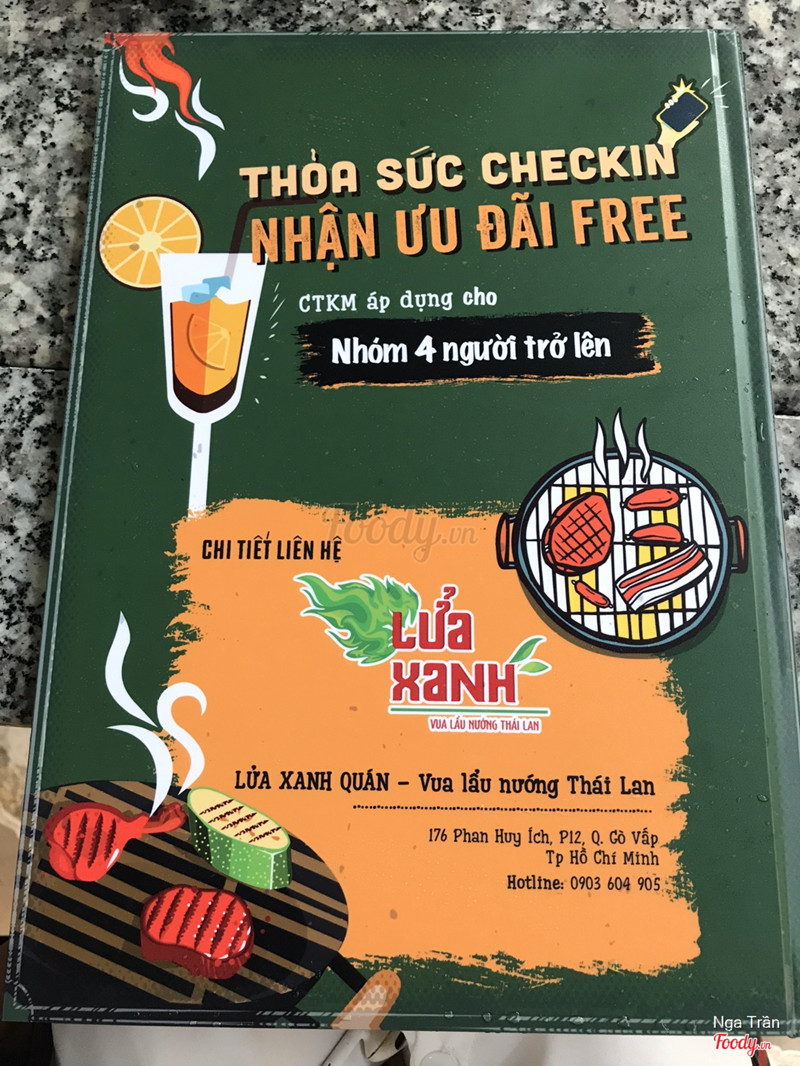 THỎA SỨC CHECKIN
NHẬN ƯU ĐÃI FREE
CTKM áp dụng cho
Nhóm 4 người trở lên
Foody.vn
CHI TIẾT LIÊN HỆ
LỬA
XANH
VUA LẨU NƯỚNG THÁI LAN
LỬA XANH QUÁN – Vua lẩu nướng Thái Lan
176 Phan Huy Ích, P12, Q. Gò Vấp
Tp Hồ Chí Minh
Hotline: 0903 604 905
Nga Trần
Foody.vn